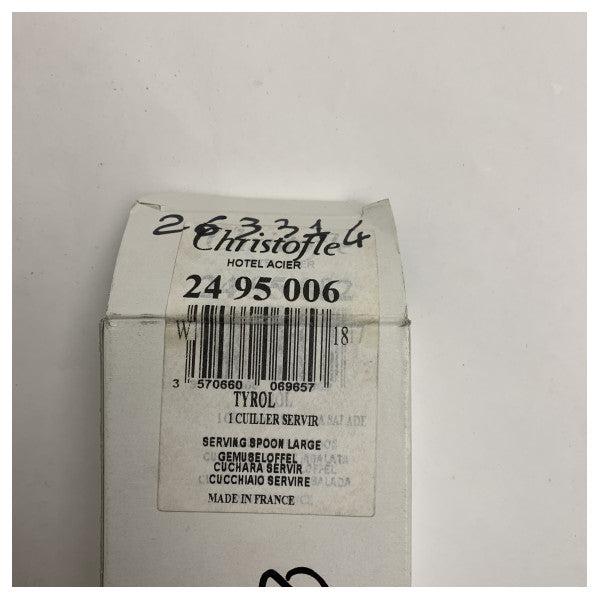 263314
Christofle
HOTEL ACIER
24 95 006
W 18
3 570660 069657
TYROL
1 CUILLER SERVIR
SERVING SPOON LARGE
GEMUSELOFFEL
CUCHARA SERVIR
CUCCHIAIO SERVIRE
MADE IN FRANCE